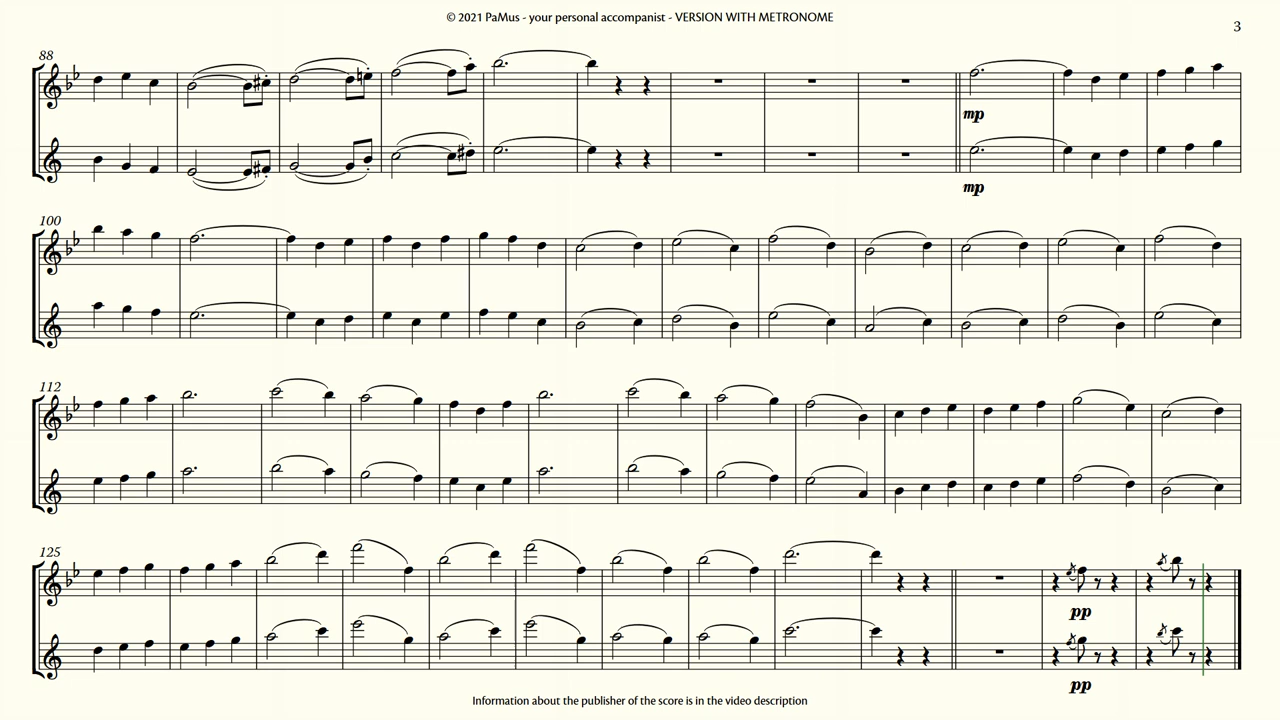 © 2021 PaMus - your personal accompanist - VERSION WITH METRONOME
3
88
mp
mp
100
112
125
pp
pp
Information about the publisher of the score is in the video description